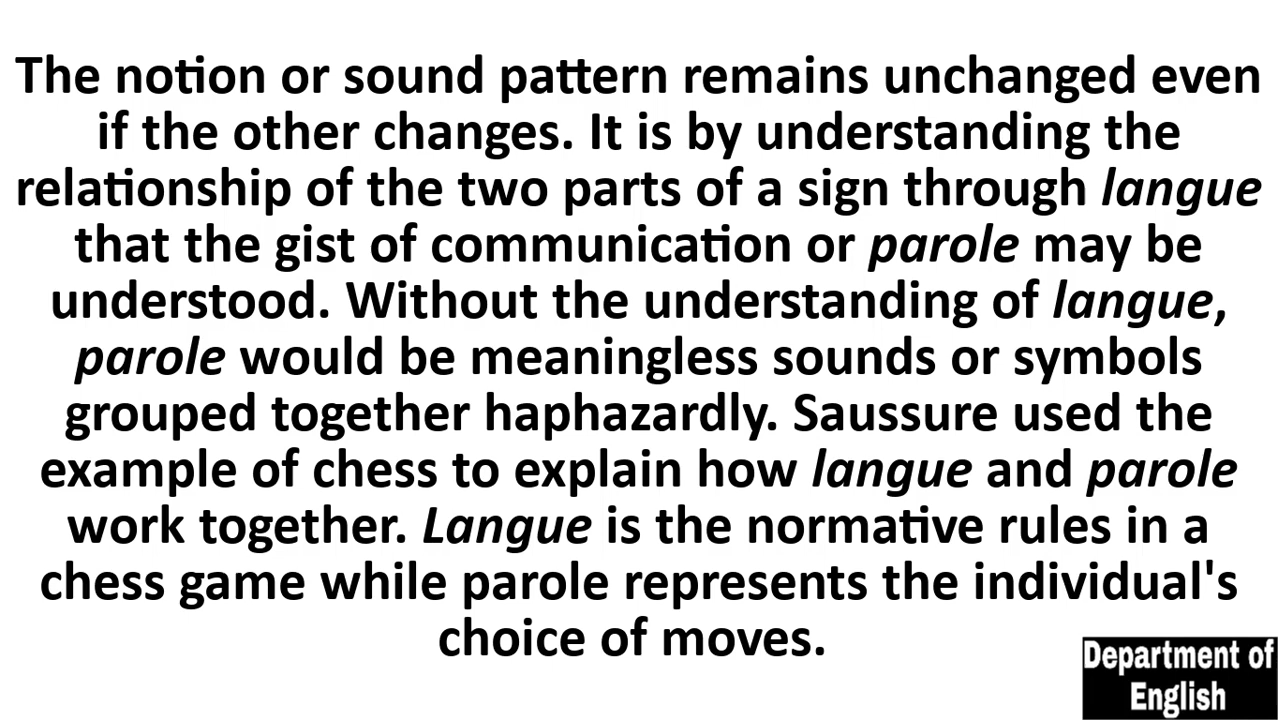 The notion or sound pattern remains unchanged even
if the other changes. It is by understanding the
relationship of the two parts of a sign through langue
that the gist of communication or parole may be
understood. Without the understanding of langue,
parole would be meaningless sounds or symbols
grouped together haphazardly. Saussure used the
example of chess to explain how langue and parole
work together. Langue is the normative rules in a
chess game while parole represents the individual's
choice of moves.
Department of
English